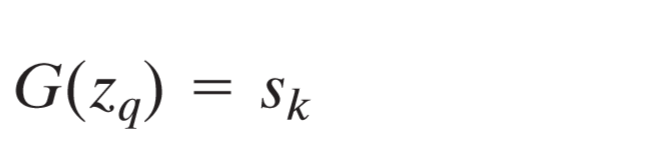 G(z_q) = s_k